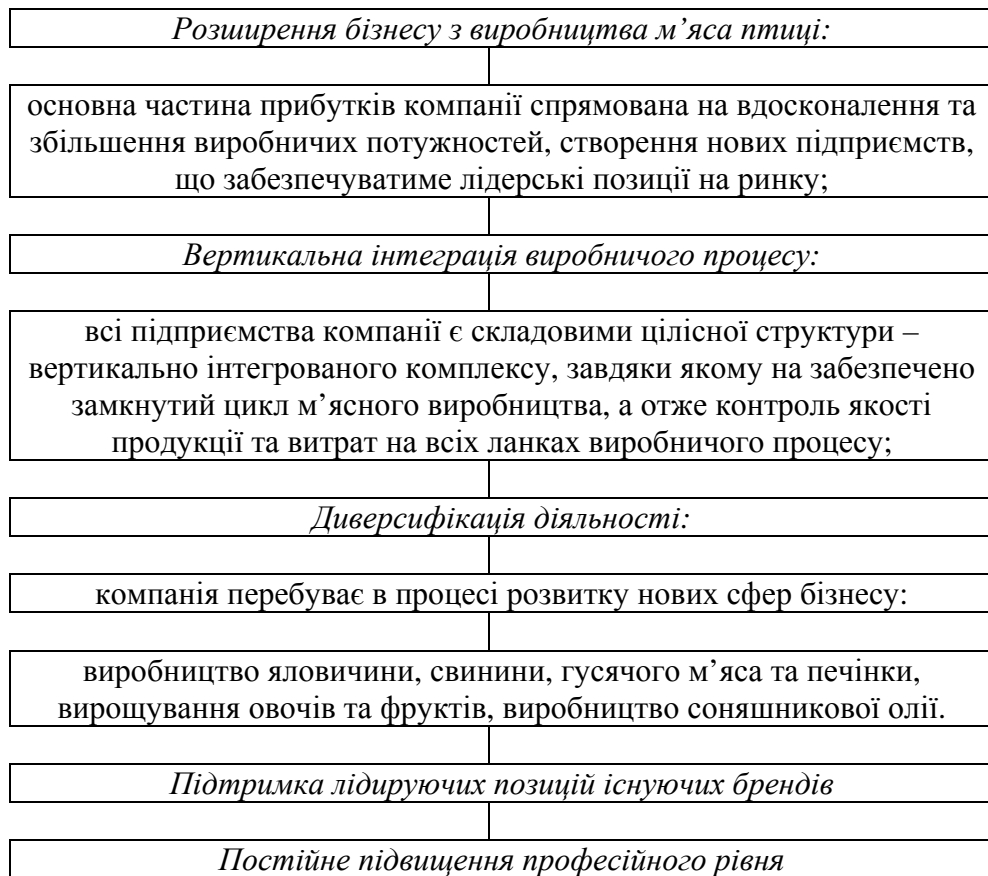 Розширення бізнесу з виробництва м’яса птиці:
основна частина прибутків компанії спрямована на вдосконалення та
збільшення виробничих потужностей, створення нових підприємств,
що забезпечуватиме лідерські позиції на ринку;
Вертикальна інтеграція виробничого процесу:
всі підприємства компанії є складовими цілісної структури –
вертикально інтегрованого комплексу, завдяки якому на забезпечено
замкнутий цикл м’ясного виробництва, а отже контроль якості
продукції та витрат на всіх ланках виробничого процесу;
Диверсифікація діяльності:
компанія перебуває в процесі розвитку нових сфер бізнесу:
виробництво яловичини, свинини, гусячого м’яса та печінки,
вирощування овочів та фруктів, виробництво соняшникової олії.
Підтримка лідируючих позицій існуючих брендів
Постійне підвищення професійного рівня